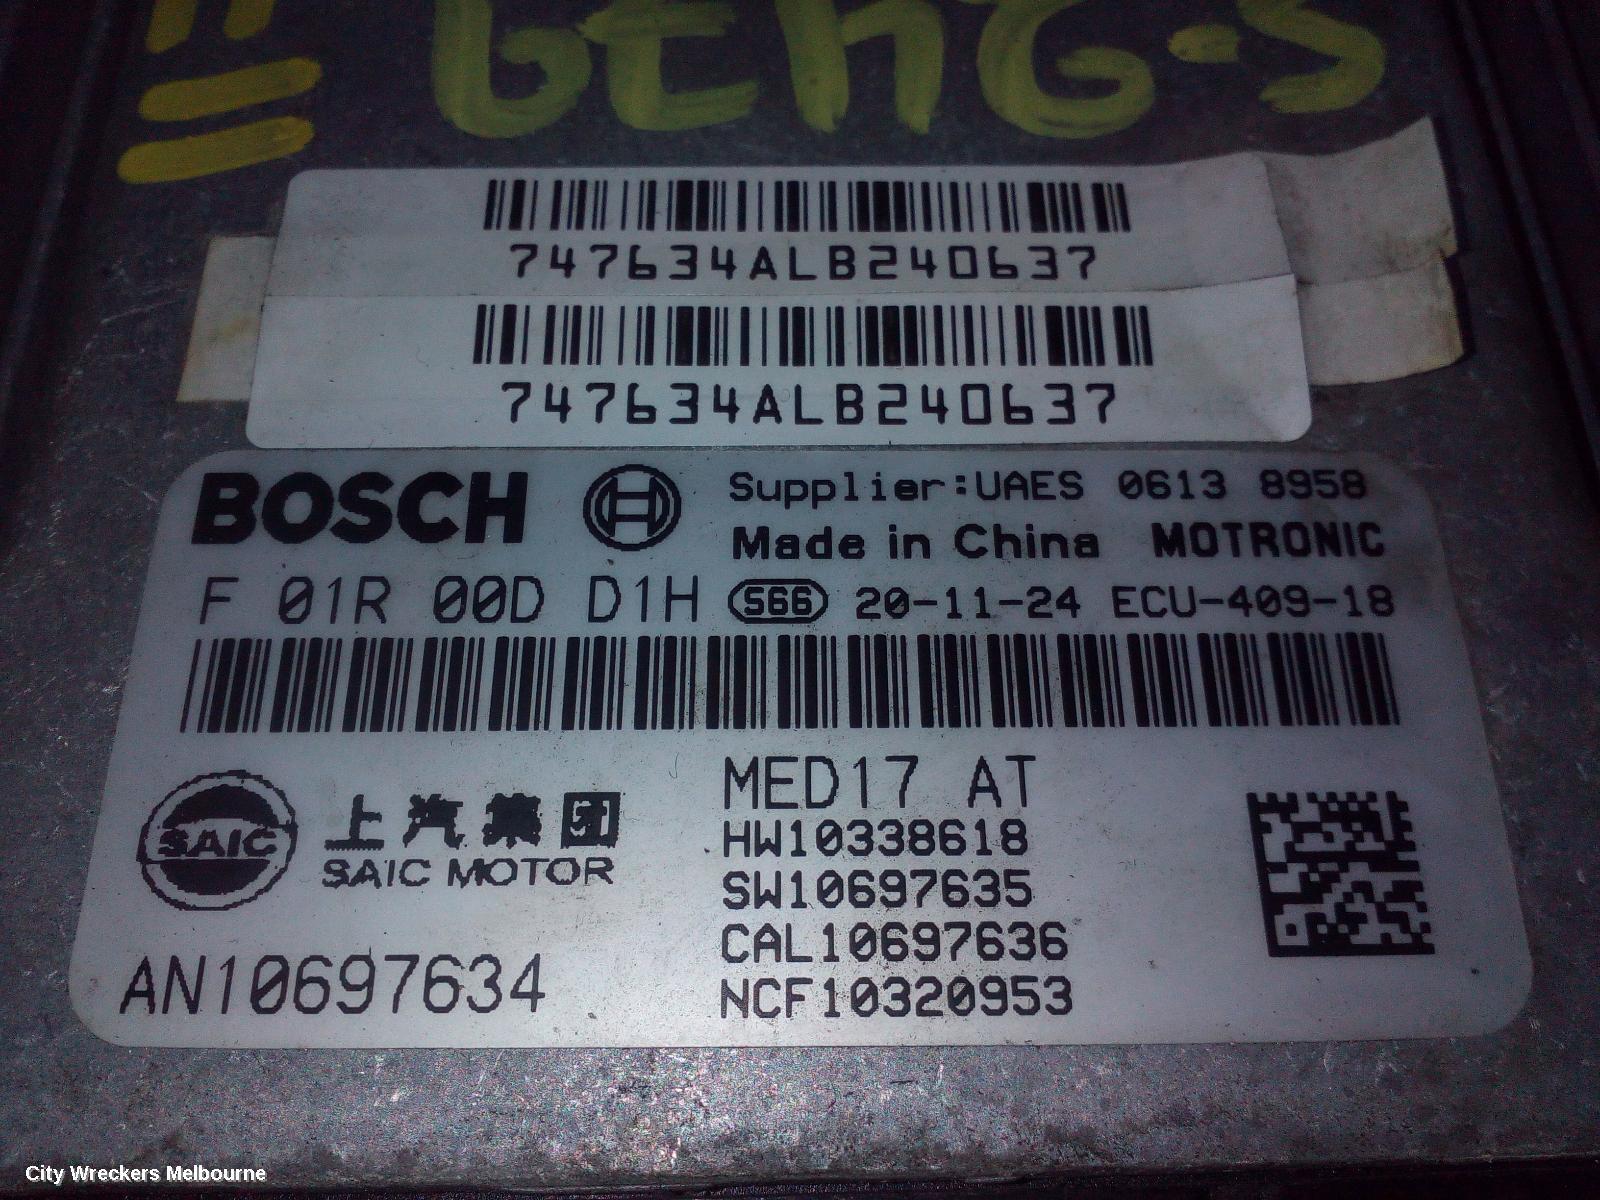 747634ALB240637
747634ALB240637
BOSCH Supplier:UAES 0613 8958
Made in China MOTRONIC
F 01R 00D D1H S66 20-11-24 ECU-409-18
MED17 AT
HW10338618
SAIC 上汽集团
SAIC MOTOR
SW10697635
CAL10697636
AN10697634
NCF10320953
City Wreckers Melbourne